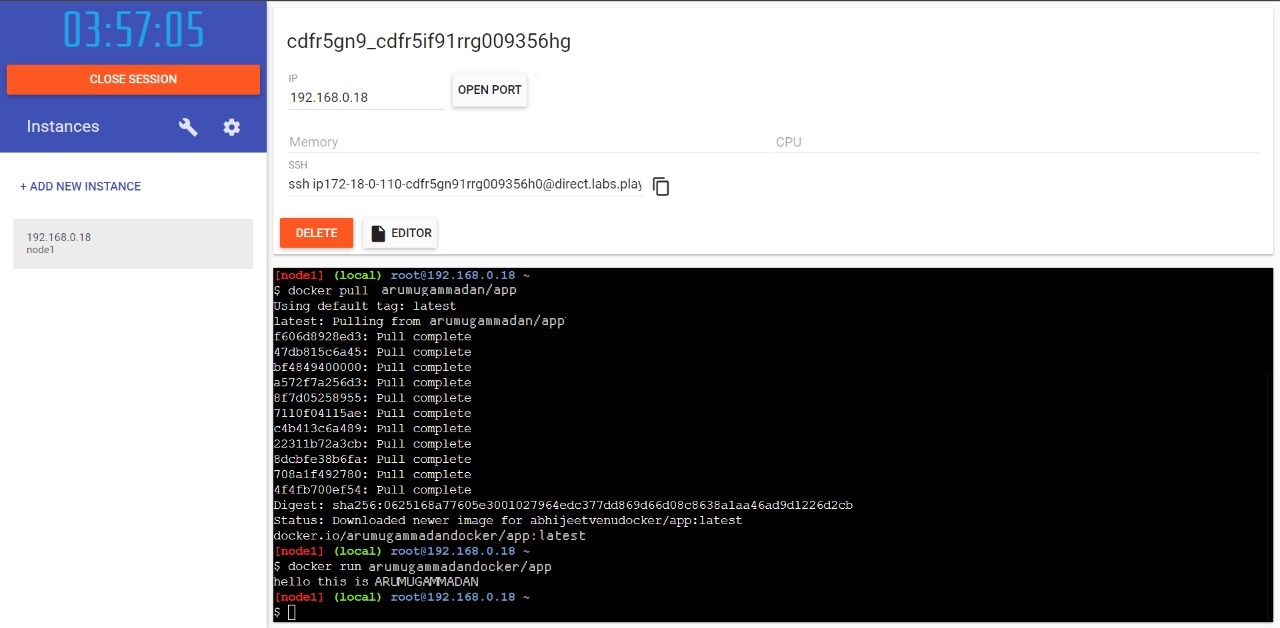 03:57:05
CLOSE SESSION
Instances
+ ADD NEW INSTANCE
192.168.0.18
node1
cdfr5gn9_cdfr5if91rrg009356hg
IP
192.168.0.18
OPEN PORT
Memory
CPU
SSH
ssh ip172-18-0-110-cdfr5gn91rrg009356h0@direct.labs.play
DELETE
EDITOR
[node1] (local) root@192.168.0.18 ~
$ docker pull arumugammadan/app
Using default tag: latest
latest: Pulling from arumugammadan/app
f606d8928ed3: Pull complete
47db815c6a45: Pull complete
bf4849400000: Pull complete
a572f7a256d3: Pull complete
8f7d05258955: Pull complete
7110f04115ae: Pull complete
c4b413c6a489: Pull complete
22311b72a3cb: Pull complete
8dcbfe38b6fa: Pull complete
708a1f492780: Pull complete
4f4fb700ef54: Pull complete
Digest: sha256:0625168a77605e3001027964edc377dd869d66d08c8638a1aa46ad9d1226d2cb
Status: Downloaded newer image for abhijeetvenudocker/app:latest
docker.io/arumugammadandocker/app:latest
[node1] (local) root@192.168.0.18 ~
$ docker run arumugammadandocker/app
hello this is ARUMUGAMMADAN
[node1] (local) root@192.168.0.18 ~
$